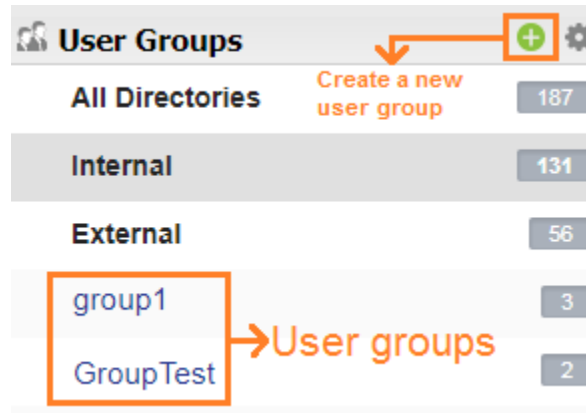 User Groups
Create a new
user group
All Directories
187
Internal
131
External
56
group1
3
User groups
GroupTest
2